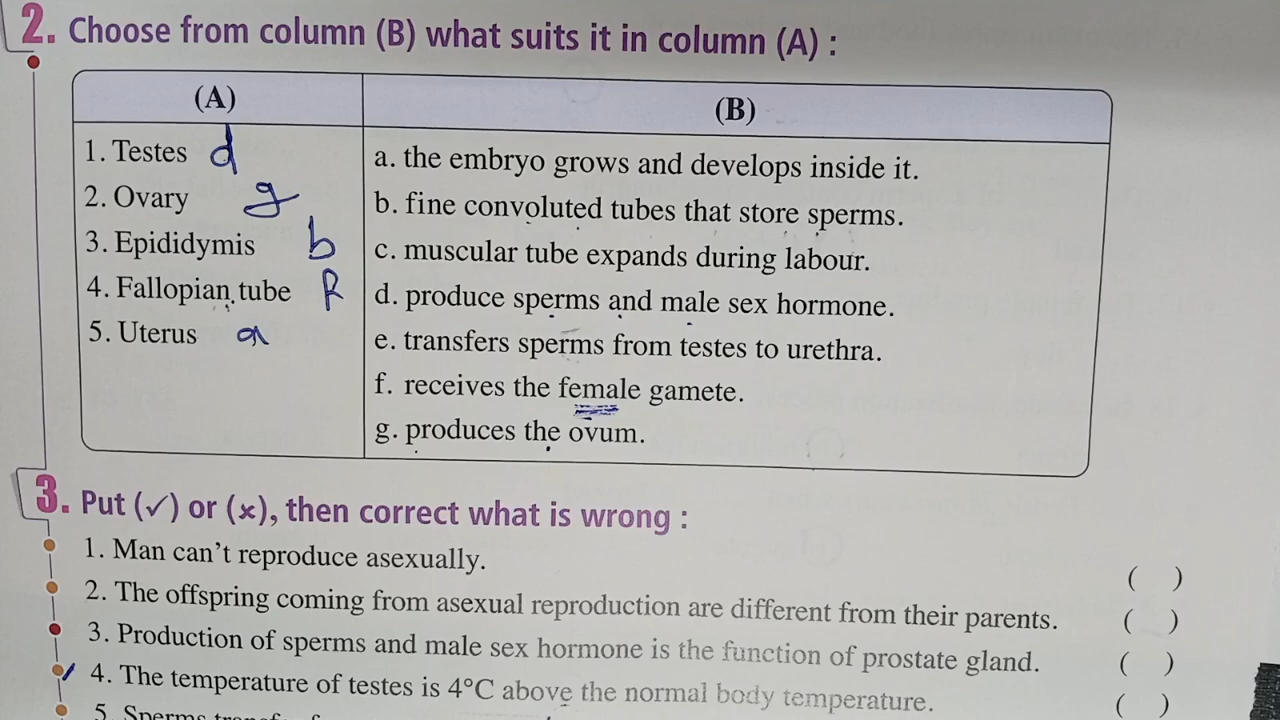 2. Choose from column (B) what suits it in column (A) :
(A)
(B)
1. Testes d
2. Ovary g
3. Epididymis b
4. Fallopian tube
5. Uterus a
a. the embryo grows and develops inside it.
b. fine convoluted tubes that store sperms.
c. muscular tube expands during labour.
d. produce sperms and male sex hormone.
e. transfers sperms from testes to urethra.
f. receives the female gamete.
g. produces the ovum.
3. Put (✓) or (×), then correct what is wrong :
1. Man can't reproduce asexually. ( )
2. The offspring coming from asexual reproduction are different from their parents. ( )
3. Production of sperms and male sex hormone is the function of prostate gland. ( )
4. The temperature of testes is 4°C above the normal body temperature. ( )
5. Sperms